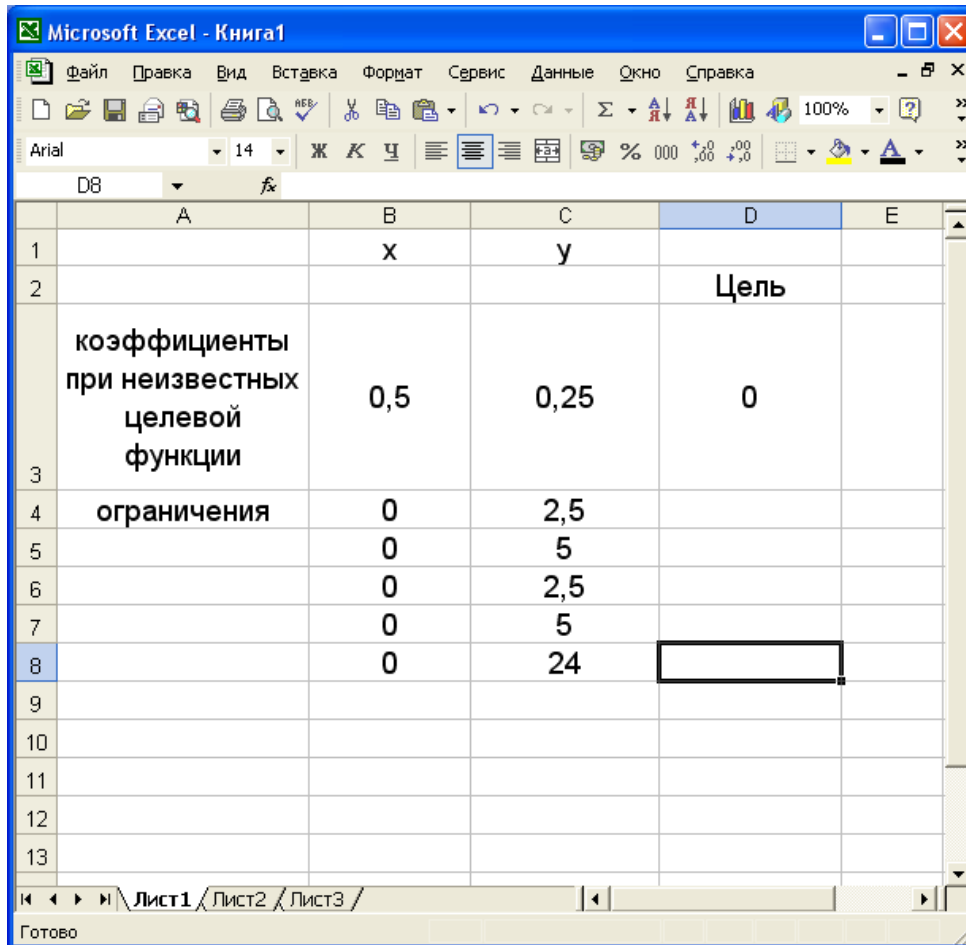 Microsoft Excel - Книга1
Файл Правка Вид Вставка Формат Сервис Данные Окно Справка
100%
Arial 14 Ж К Ч % 000
D8 fx
A B C D E
1 x y
2 Цель
коэффициенты
при неизвестных
целевой
функции
3 0,5 0,25 0
4 ограничения 0 2,5
5 0 5
6 0 2,5
7 0 5
8 0 24
9
10
11
12
13
Лист1 Лист2 Лист3
Готово